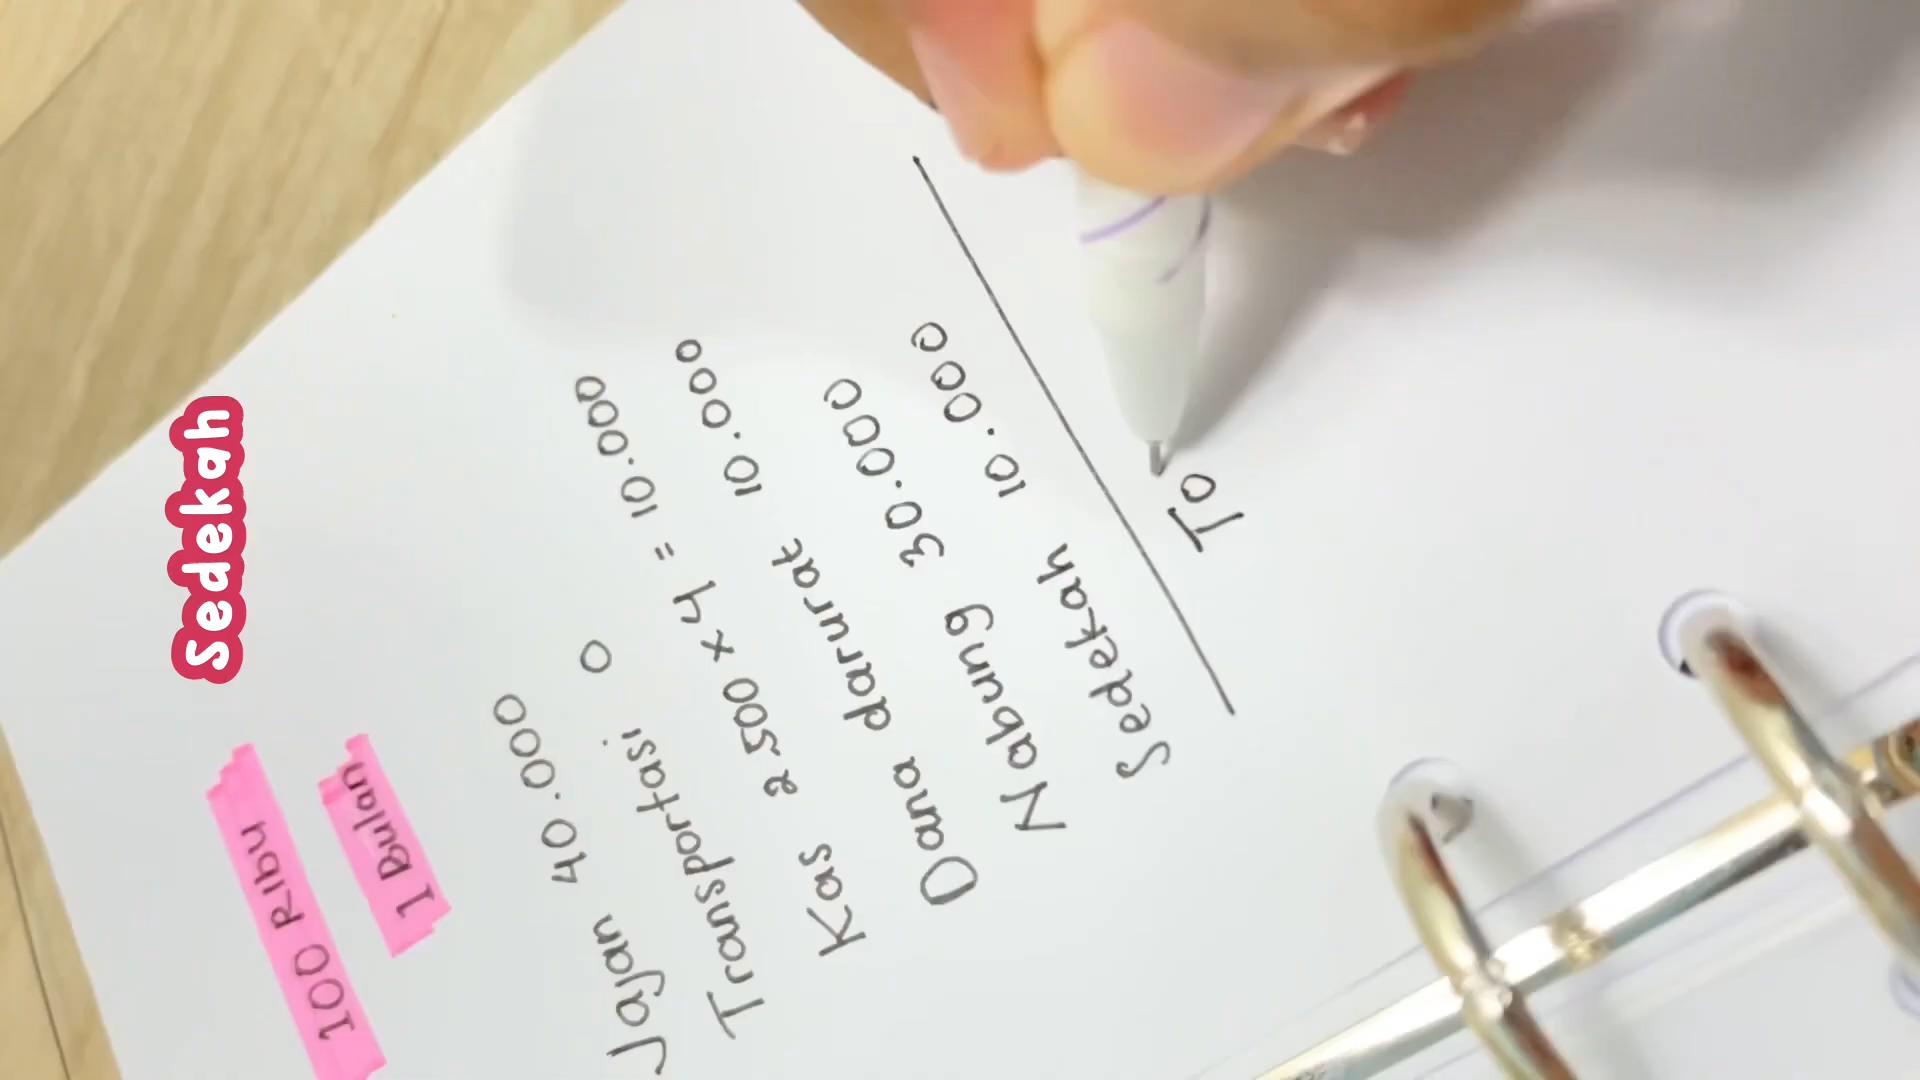 Sedekah
100 Ribu
1 Bulan
Jajan 40.000
Transportasi 0
Kas 2.500 x 4 = 10.000
Dana darurat 10.000
Nabung 30.000
Sedekah 10.000
To